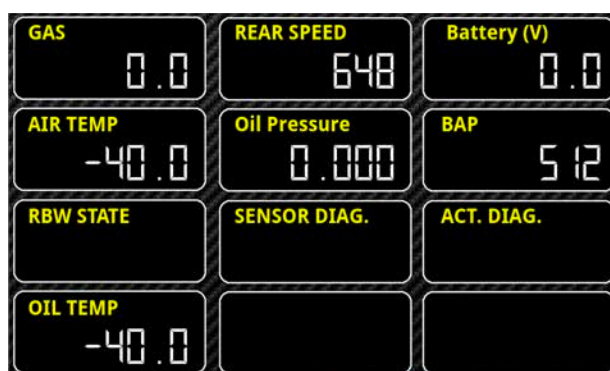 GAS REAR SPEED Battery (V)
0.0 648 0.0
AIR TEMP Oil Pressure BAP
-40.0 0.000 512
RBW STATE SENSOR DIAG. ACT. DIAG.
OIL TEMP
-40.0